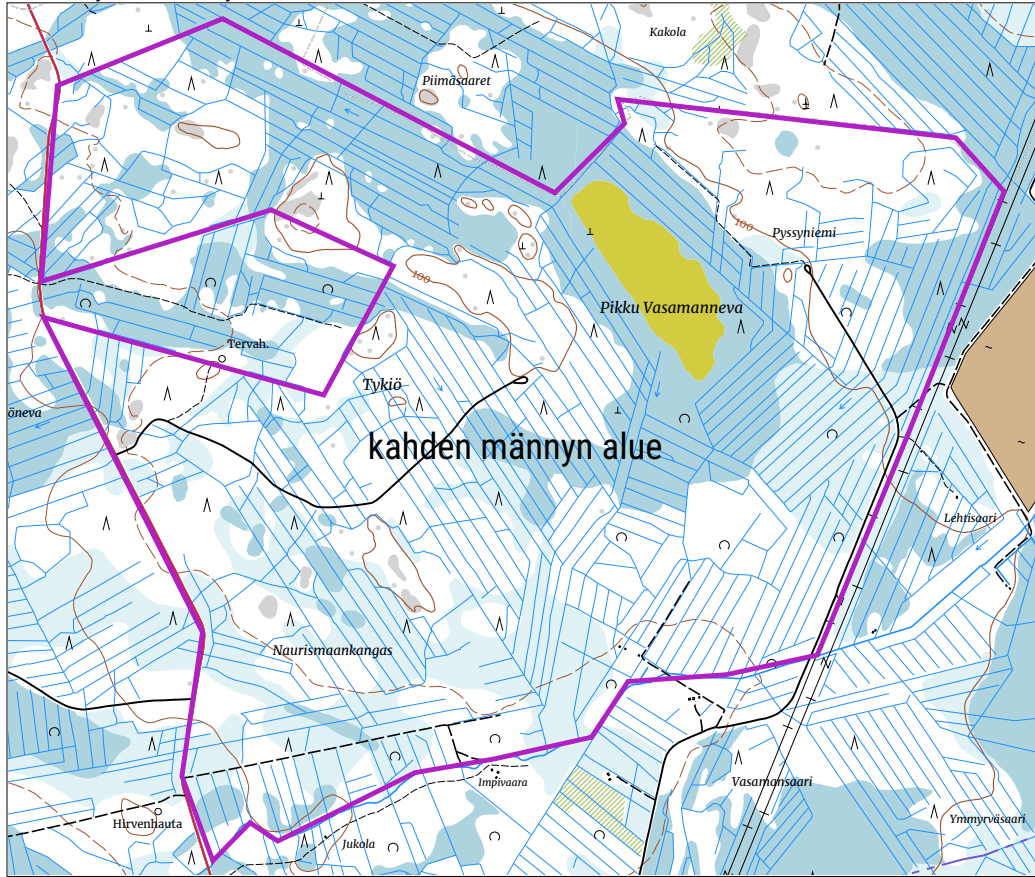 Kakola
Piimäsaaret
100
Pyssyniemi
100
Pikku Vasamanneva
Tervah.
Tykiö
öneva
kahden männyn alue
Lehtisaari
Naurismaankangas
Impivaara
Vasamansaari
Hirvenhauta
Jukola
Ymmyrväsaari